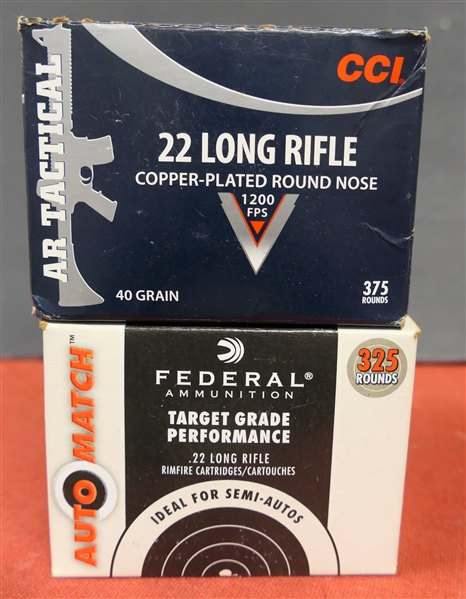 AR TACTICAL
CCI.
22 LONG RIFLE
COPPER-PLATED ROUND NOSE
1200
FPS
40 GRAIN
375
ROUNDS
AUTOMATCH™
FEDERAL®
AMMUNITION
325
ROUNDS
TARGET GRADE
PERFORMANCE
.22 LONG RIFLE
RIMFIRE CARTRIDGES/CARTOUCHES
IDEAL FOR SEMI-AUTOS